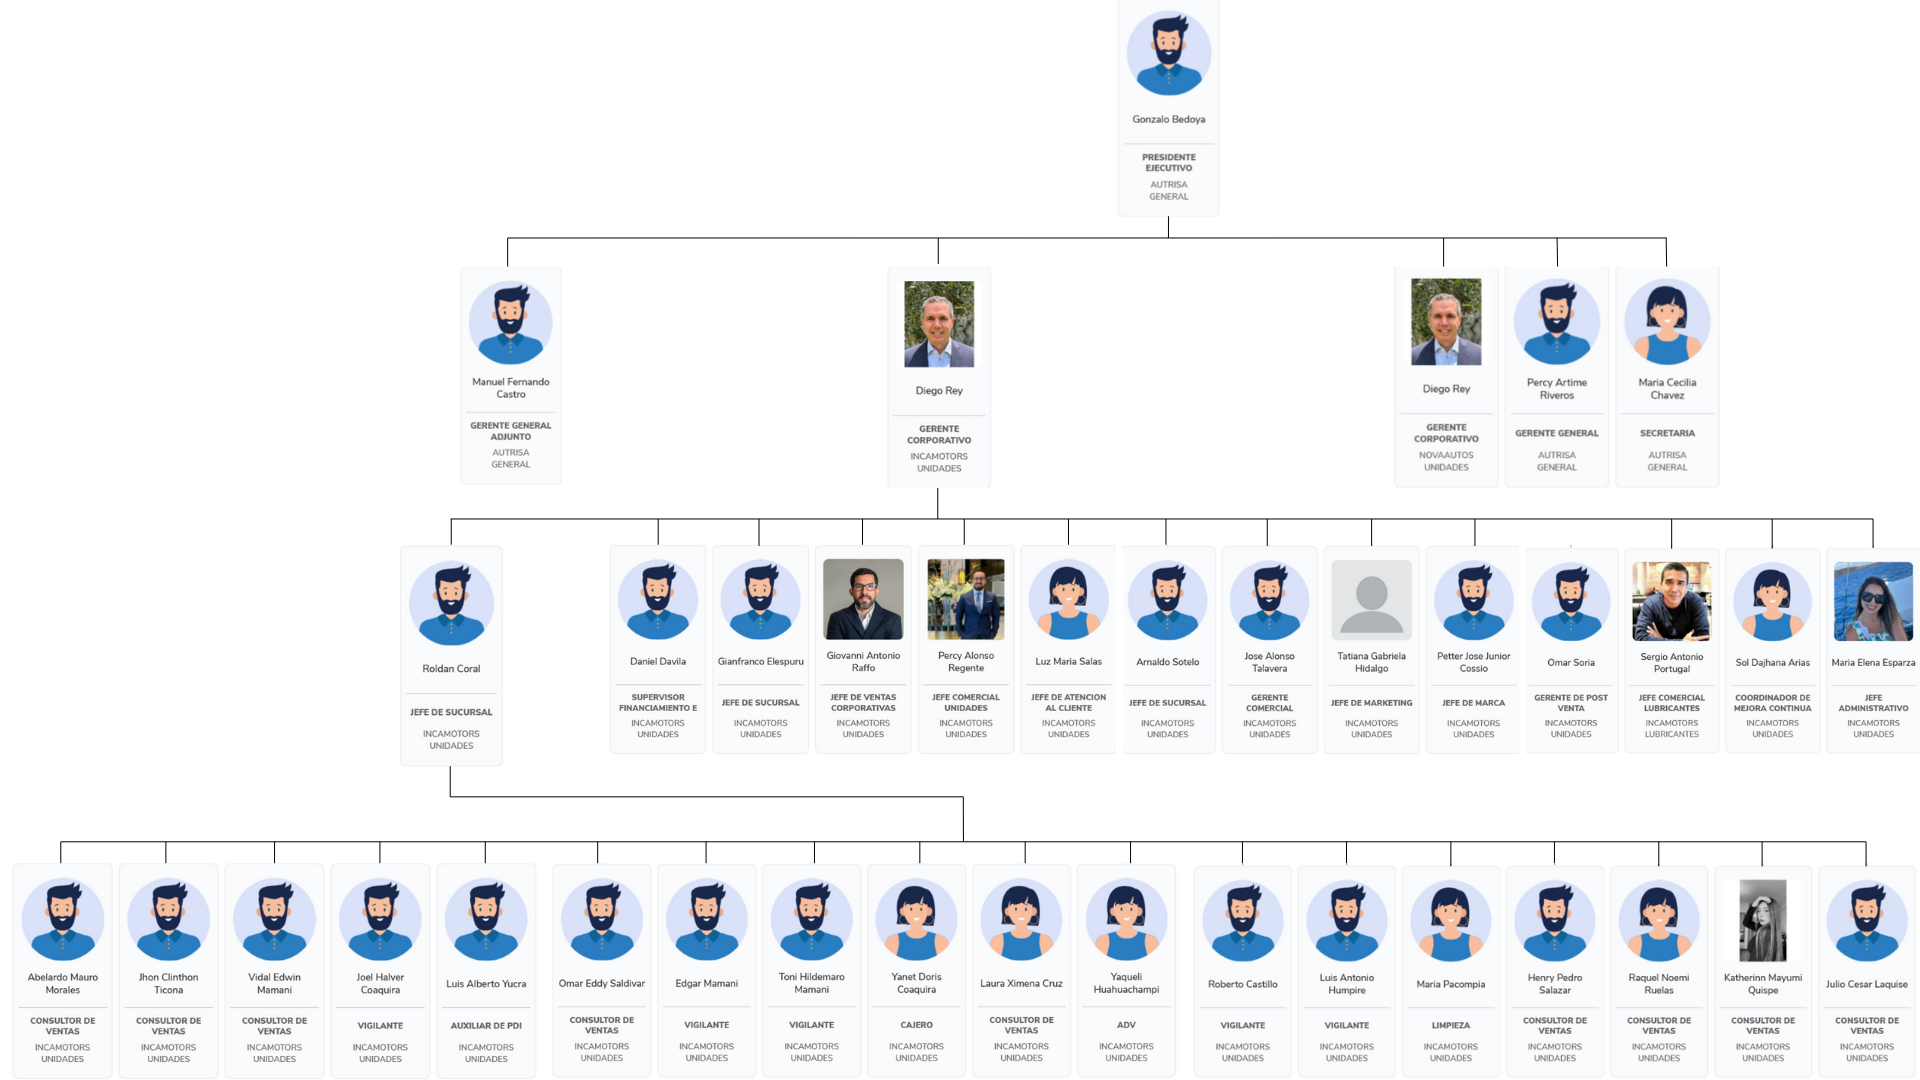 Gonzalo Bedoya
PRESIDENTE
EJECUTIVO
AUTRISA
GENERAL
Manuel Fernando
Castro
GERENTE GENERAL
ADJUNTO
AUTRISA
GENERAL
Diego Rey
GERENTE
CORPORATIVO
INCAMOTORS
UNIDADES
Diego Rey
GERENTE
CORPORATIVO
NOVAAUTOS
UNIDADES
Percy Artime
Riveros
GERENTE GENERAL
AUTRISA
GENERAL
Maria Cecilia
Chavez
SECRETARIA
AUTRISA
GENERAL
Roldan Coral
JEFE DE SUCURSAL
INCAMOTORS
UNIDADES
Daniel Davila
SUPERVISOR
FINANCIAMIENTO E
INCAMOTORS
UNIDADES
Gianfranco Elespuru
JEFE DE SUCURSAL
INCAMOTORS
UNIDADES
Giovanni Antonio
Raffo
JEFE DE VENTAS
CORPORATIVAS
INCAMOTORS
UNIDADES
Percy Alonso
Regente
JEFE COMERCIAL
UNIDADES
INCAMOTORS
UNIDADES
Luz Maria Salas
JEFE DE ATENCION
AL CLIENTE
INCAMOTORS
UNIDADES
Arnaldo Sotelo
JEFE DE SUCURSAL
INCAMOTORS
UNIDADES
Jose Alonso
Talavera
GERENTE
COMERCIAL
INCAMOTORS
UNIDADES
Tatiana Gabriela
Hidalgo
JEFE DE MARKETING
INCAMOTORS
UNIDADES
Petter Jose Junior
Cossio
JEFE DE MARCA
INCAMOTORS
UNIDADES
Omar Soria
GERENTE DE POST
VENTA
INCAMOTORS
UNIDADES
Sergio Antonio
Portugal
JEFE COMERCIAL
LUBRICANTES
INCAMOTORS
LUBRICANTES
Sol Dajhana Arias
COORDINADOR DE
MEJORA CONTINUA
INCAMOTORS
UNIDADES
Maria Elena Esparza
JEFE
ADMINISTRATIVO
INCAMOTORS
UNIDADES
Abelardo Mauro
Morales
CONSULTOR DE
VENTAS
INCAMOTORS
UNIDADES
Jhon Clinthon
Ticona
CONSULTOR DE
VENTAS
INCAMOTORS
UNIDADES
Vidal Edwin
Mamani
CONSULTOR DE
VENTAS
INCAMOTORS
UNIDADES
Joel Halver
Coaquira
VIGILANTE
INCAMOTORS
UNIDADES
Luis Alberto Yucra
AUXILIAR DE PDI
INCAMOTORS
UNIDADES
Omar Eddy Saldivar
CONSULTOR DE
VENTAS
INCAMOTORS
UNIDADES
Edgar Mamani
VIGILANTE
INCAMOTORS
UNIDADES
Toni Hildemaro
Mamani
VIGILANTE
INCAMOTORS
UNIDADES
Yanet Doris
Coaquira
CAJERO
INCAMOTORS
UNIDADES
Laura Ximena Cruz
CONSULTOR DE
VENTAS
INCAMOTORS
UNIDADES
Yaqueli
Huahuachampi
ADV
INCAMOTORS
UNIDADES
Roberto Castillo
VIGILANTE
INCAMOTORS
UNIDADES
Luis Antonio
Humpire
VIGILANTE
INCAMOTORS
UNIDADES
Maria Pacompia
LIMPIEZA
INCAMOTORS
UNIDADES
Henry Pedro
Salazar
CONSULTOR DE
VENTAS
INCAMOTORS
UNIDADES
Raquel Noemi
Ruelas
CONSULTOR DE
VENTAS
INCAMOTORS
UNIDADES
Katherinn Mayumi
Quispe
CONSULTOR DE
VENTAS
INCAMOTORS
UNIDADES
Julio Cesar Laquise
CONSULTOR DE
VENTAS
INCAMOTORS
UNIDADES